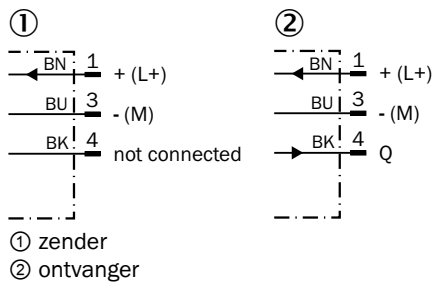 ① ②
BN 1 + (L+) BN 1 + (L+)
BU 3 - (M) BU 3 - (M)
BK 4 not connected BK 4 Q
① zender
② ontvanger